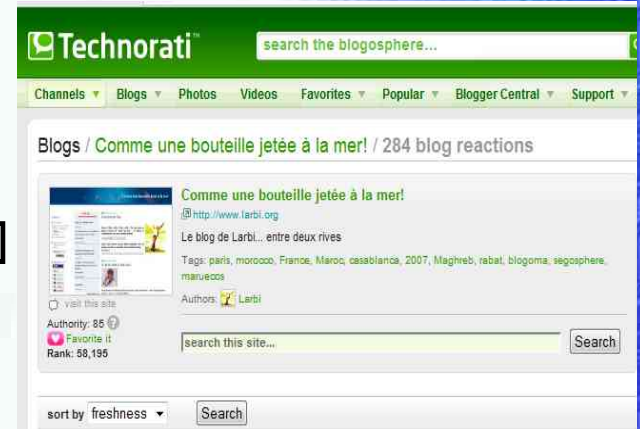 Technorati™
search the blogosphere...
Channels Blogs Photos Videos Favorites Popular Blogger Central Support
Blogs / Comme une bouteille jetée à la mer! / 284 blog reactions
Comme une bouteille jetée à la mer!
http://www.larbi.org
Le blog de Larbi... entre deux rives
Tags: paris, morocco, France, Maroc, casablanca, 2007, Maghreb, rabat, blogoma, segosphere,
maruecos
Authors: Larbi
visit this site
Authority: 85 ?
Favorite it
Rank: 58,195
search this site... Search
sort by freshness Search
]